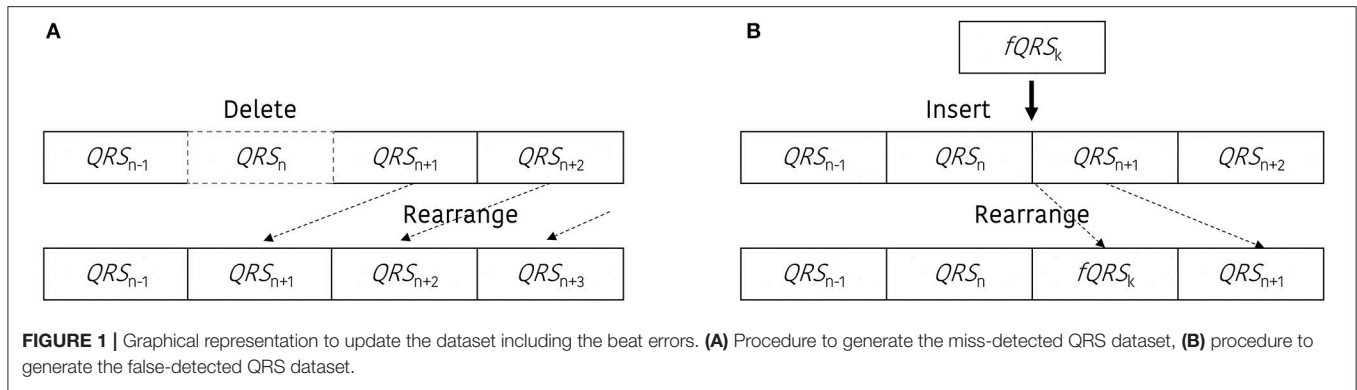 A
Delete
QRSn-1 QRSn QRSn+1 QRSn+2
Rearrange
QRSn-1 QRSn+1 QRSn+2 QRSn+3
B
fQRSk
Insert
QRSn-1 QRSn QRSn+1 QRSn+2
Rearrange
QRSn-1 QRSn fQRSk QRSn+1
FIGURE 1 | Graphical representation to update the dataset including the beat errors. (A) Procedure to generate the miss-detected QRS dataset, (B) procedure to
generate the false-detected QRS dataset.